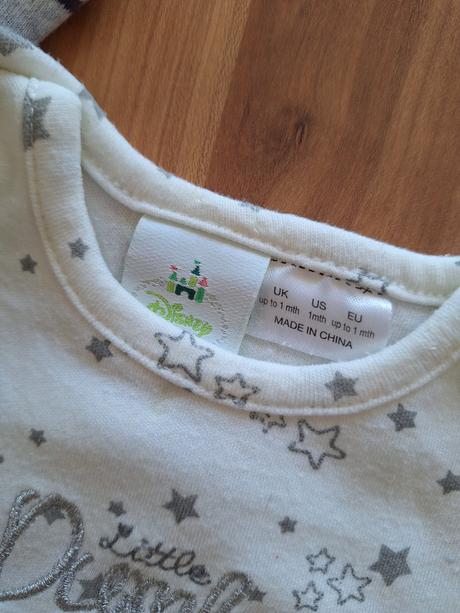 Disney
UK US EU
up to 1 mth 1mth up to 1 mth
MADE IN CHINA
Little